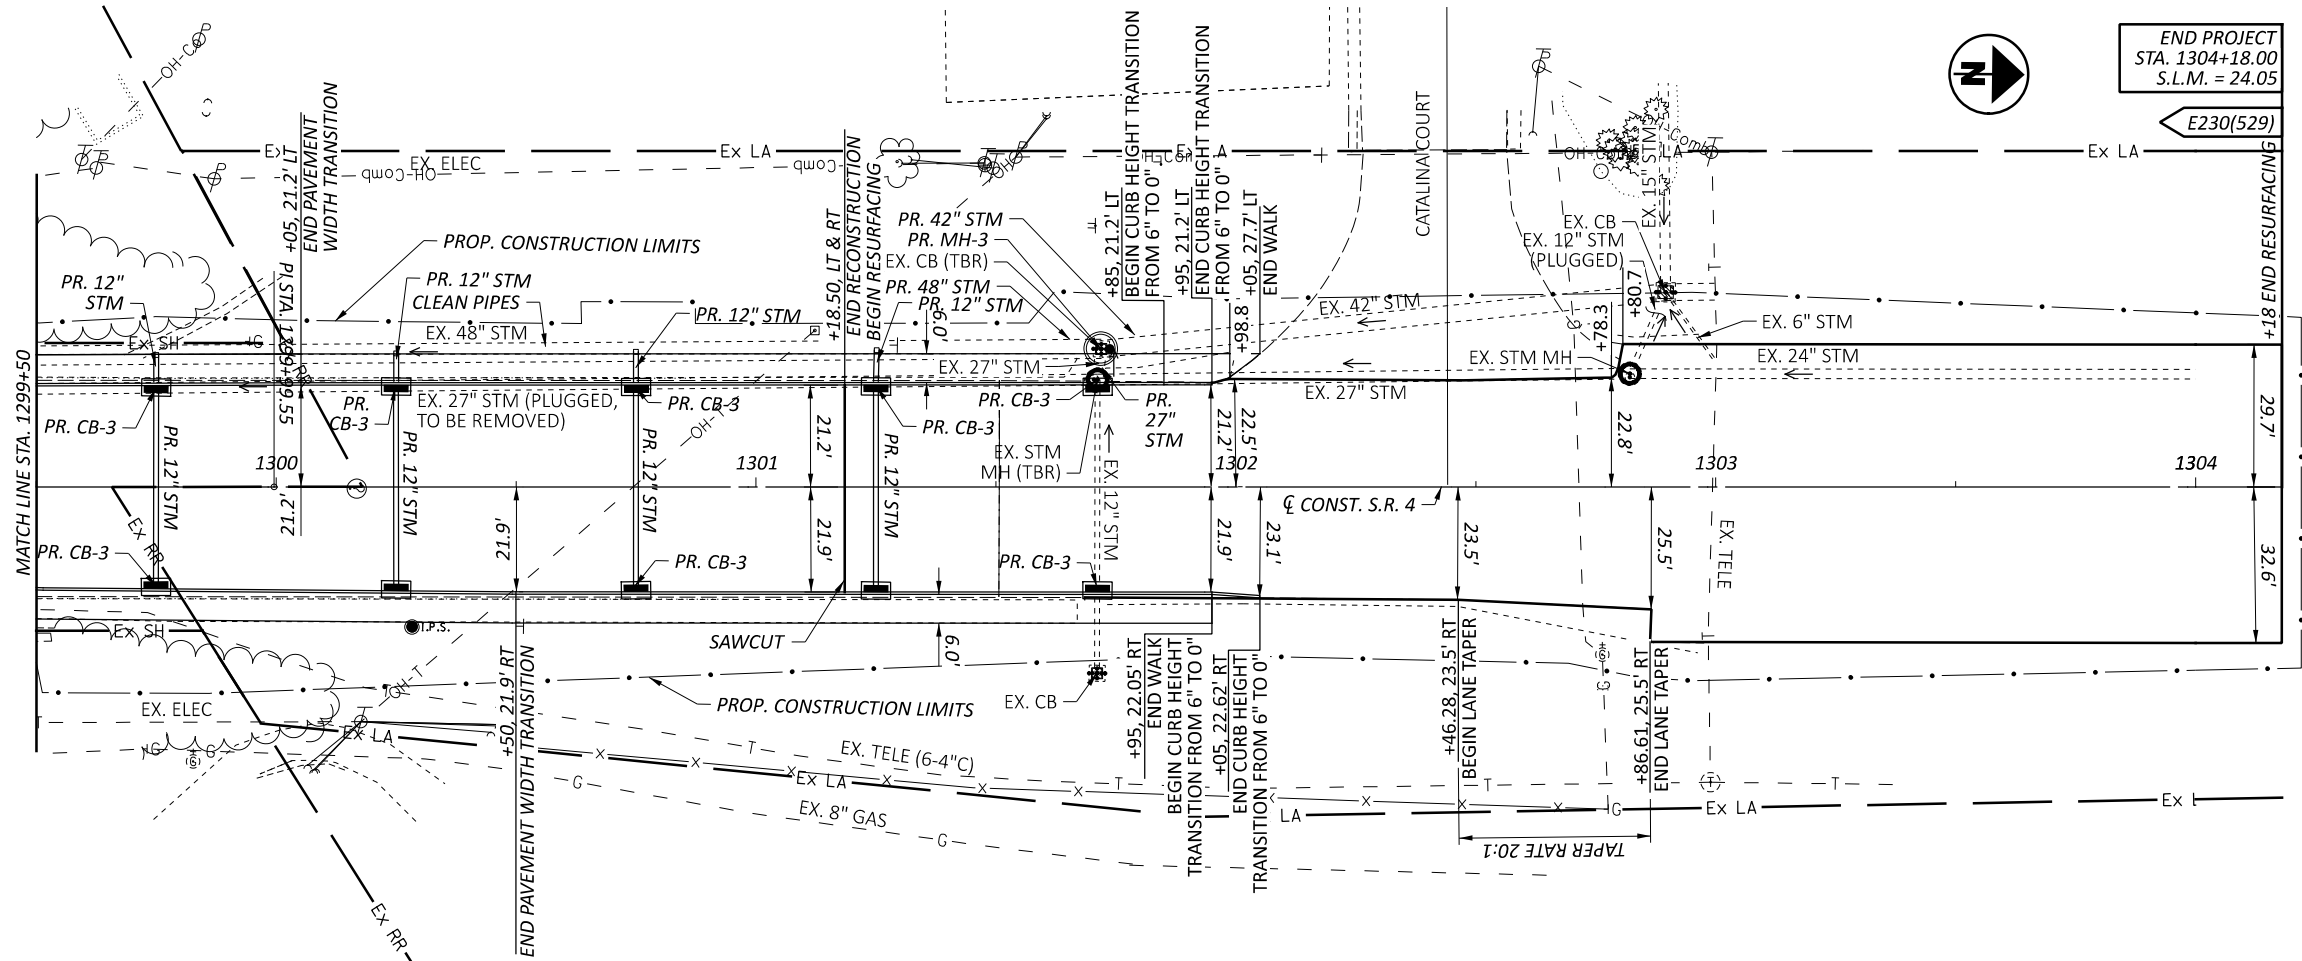 END PROJECT
STA. 1304+18.00
S.L.M. = 24.05
E230(529)
N
OH-Co
P
P
P
P
P
Ex LA
Ex LA
Ex LA
EX. ELEC
OH-Comb
Comb
Comb
+05, 21.2' LT
END PAVEMENT
WIDTH TRANSITION
PI STA. 1299+99.55
+18.50, LT & RT
END RECONSTRUCTION
BEGIN RESURFACING
+85, 21.2' LT
BEGIN CURB HEIGHT TRANSITION
FROM 6" TO 0"
+95, 21.2' LT
END CURB HEIGHT TRANSITION
FROM 6" TO 0"
+05, 27.7' LT
END WALK
CATALINA COURT
EX. 15" STM
+18 END RESURFACING
PROP. CONSTRUCTION LIMITS
PR. 12"
STM
PR. 12" STM
CLEAN PIPES
PR. 12" STM
PR. 42" STM
PR. MH-3
EX. CB (TBR)
PR. 48" STM
PR. 12" STM
EX. CB
EX. 12" STM
(PLUGGED)
EX. 42" STM
EX. 48" STM
Ex SH
EX. 27" STM
+98.8
+78.3
+80.7
EX. 6" STM
EX. STM MH
EX. 24" STM
EX. 27" STM
MATCH LINE STA. 1299+50
PR. CB-3
PR.
CB-3
EX. 27" STM (PLUGGED,
TO BE REMOVED)
PR. CB-3
PR. CB-3
PR. CB-3
PR.
27"
STM
EX. STM
MH (TBR)
6.0'
21.2'
21.2'
21.2'
22.5'
22.8'
29.7'
1300
1301
1302
1303
1304
PR. 12" STM
PR. 12" STM
PR. 12" STM
PR. 12" STM
EX. 12" STM
OH-T
℄ CONST. S.R. 4
Ex RR
21.9'
21.9'
21.9'
23.1'
23.5'
25.5'
32.6'
EX. TELE
PR. CB-3
PR. CB-3
PR. CB-3
Ex SH
T.P.S.
SAWCUT
6.0'
OH-T
PROP. CONSTRUCTION LIMITS
EX. CB
EX. ELEC
Ex LA
EX. TELE (6-4"C)
Ex LA
EX. 8" GAS
+50, 21.9' RT
END PAVEMENT WIDTH TRANSITION
+95, 22.05' RT
END WALK
BEGIN CURB HEIGHT
TRANSITION FROM 6" TO 0"
+05, 22.62' RT
END CURB HEIGHT
TRANSITION FROM 6" TO 0"
+46.28, 23.5' RT
BEGIN LANE TAPER
+86.61, 25.5' RT
END LANE TAPER
LA
Ex LA
Ex L
TAPER RATE 20:1
Ex RR